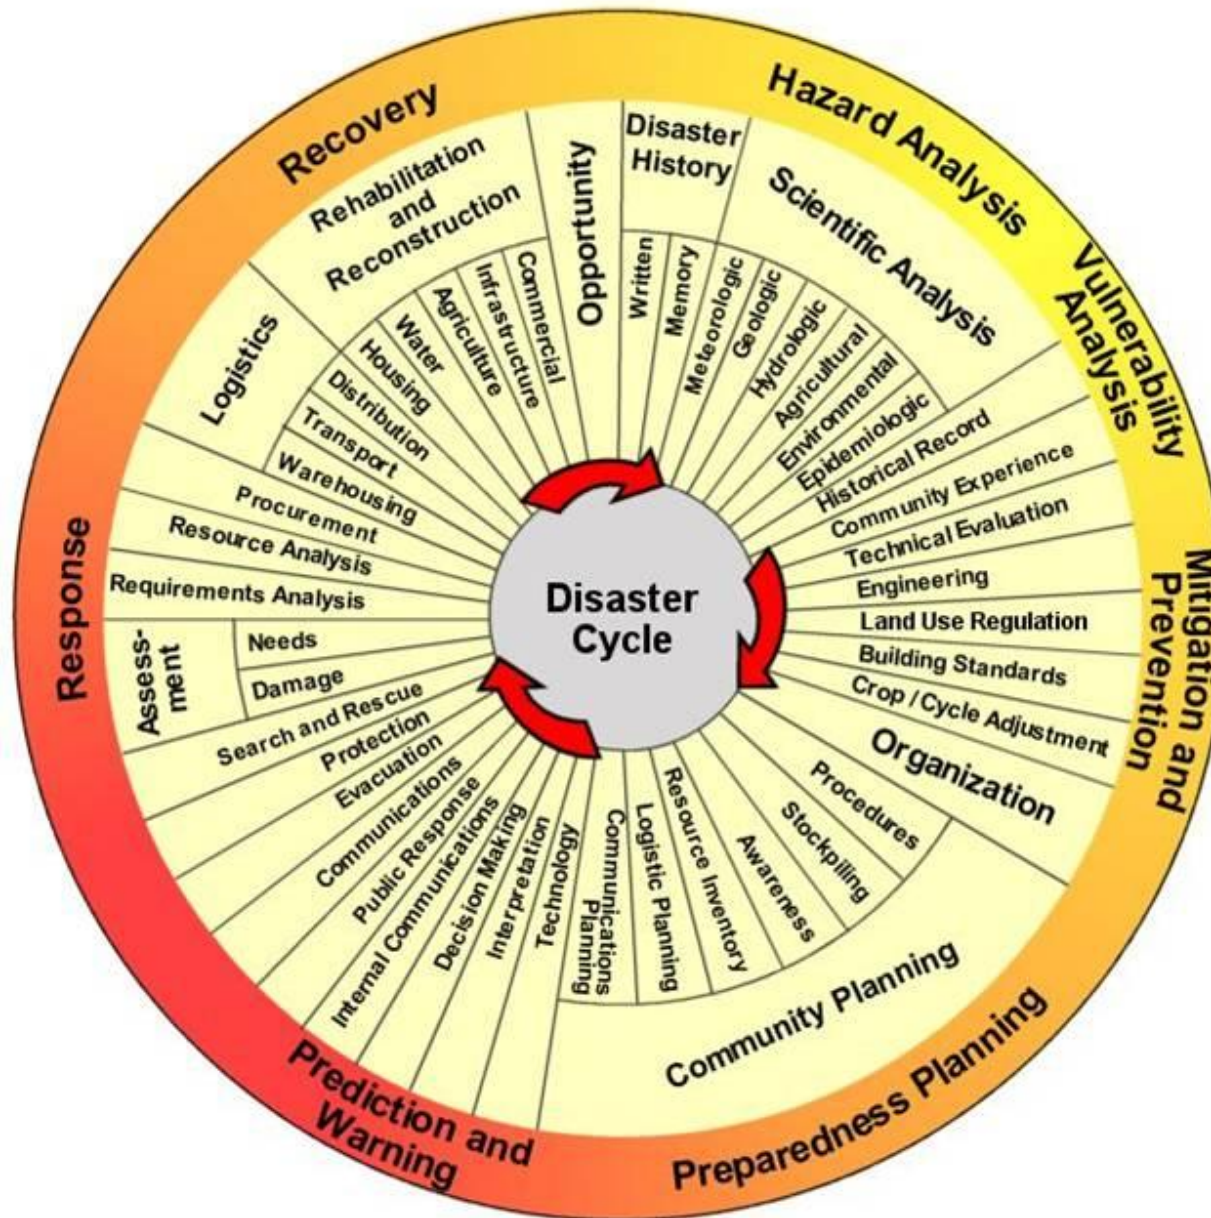 Disaster
Cycle
Hazard Analysis
Vulnerability
Analysis
Mitigation and
Prevention
Preparedness Planning
Prediction and
Warning
Response
Recovery
Disaster
History
Written
Memory
Scientific Analysis
Meteorologic
Geologic
Hydrologic
Agricultural
Environmental
Epidemiologic
Historical Record
Community Experience
Technical Evaluation
Engineering
Land Use Regulation
Building Standards
Crop / Cycle Adjustment
Organization
Community Planning
Procedures
Stockpiling
Awareness
Resource Inventory
Logistic Planning
Communications
Planning
Technology
Interpretation
Decision Making
Internal Communications
Public Response
Communications
Evacuation
Protection
Search and Rescue
Assess-
ment
Damage
Needs
Requirements Analysis
Resource Analysis
Procurement
Logistics
Warehousing
Transport
Distribution
Rehabilitation
and
Reconstruction
Housing
Water
Agriculture
Infrastructure
Commercial
Opportunity